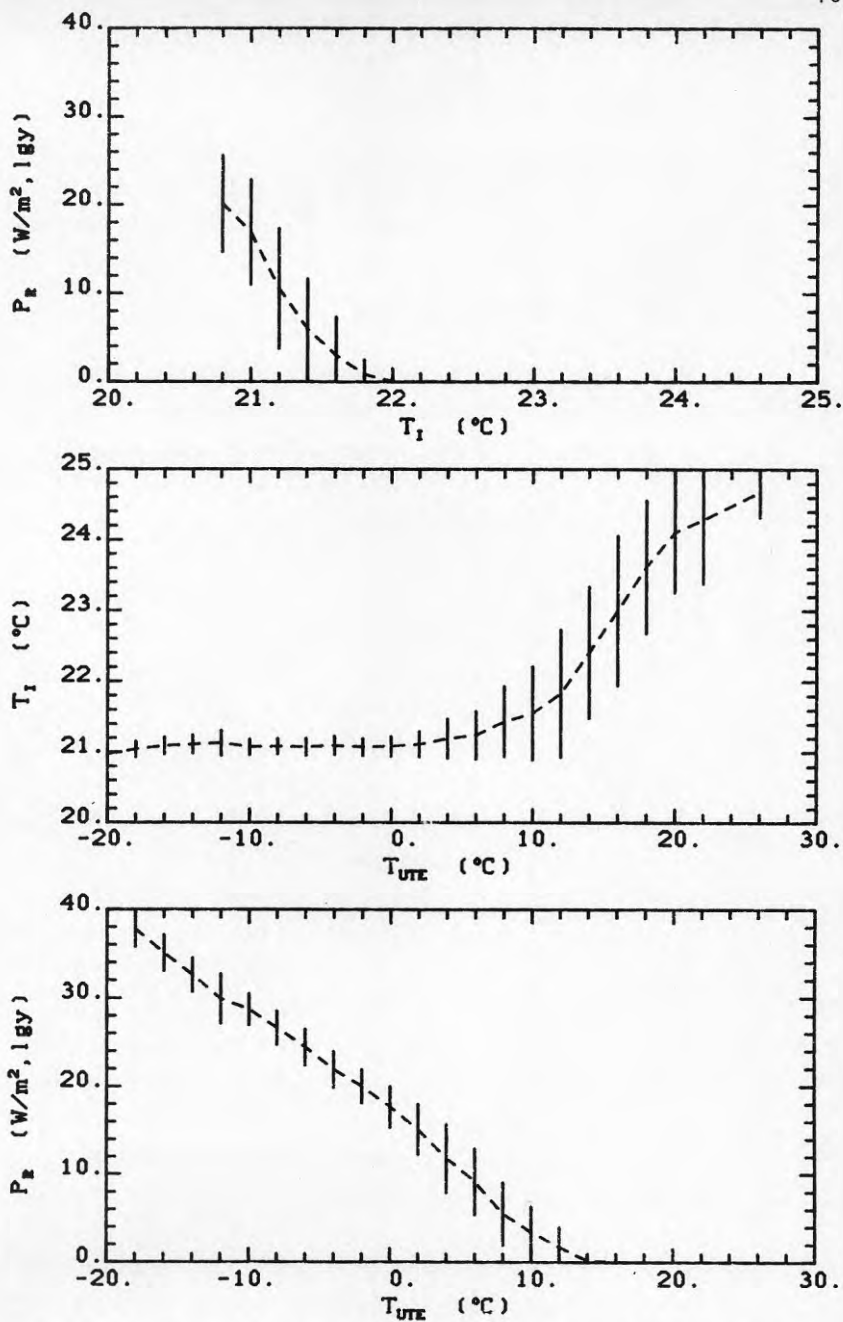 40.
30.
20.
10.
0.
P_R (W/m², lgy)
20. 21. 22. 23. 24. 25.
T_I (°C)
25.
24.
23.
22.
21.
20.
T_I (°C)
-20. -10. 0. 10. 20. 30.
T_UTE (°C)
40.
30.
20.
10.
0.
P_R (W/m², lgy)
-20. -10. 0. 10. 20. 30.
T_UTE (°C)